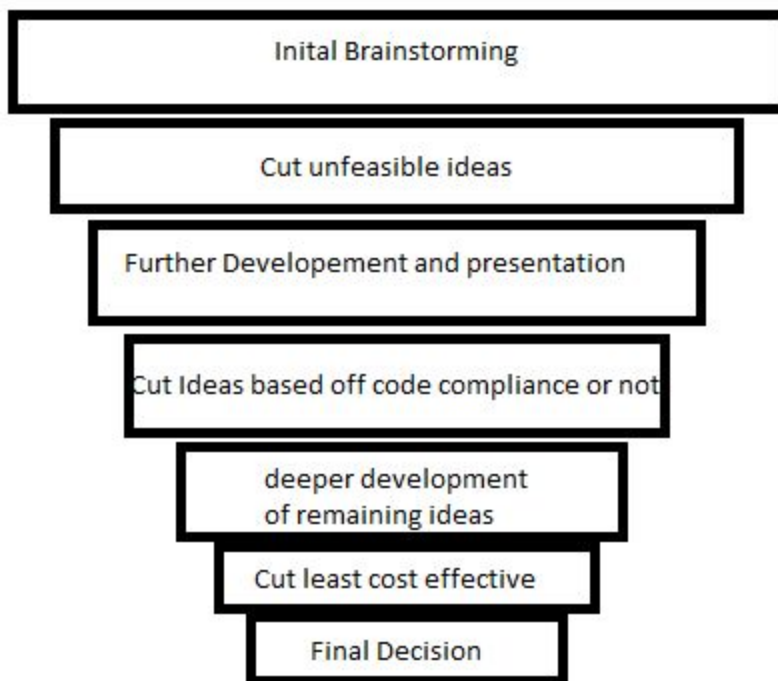 Inital Brainstorming
Cut unfeasible ideas
Further Developement and presentation
Cut Ideas based off code compliance or not
deeper development
of remaining ideas
Cut least cost effective
Final Decision